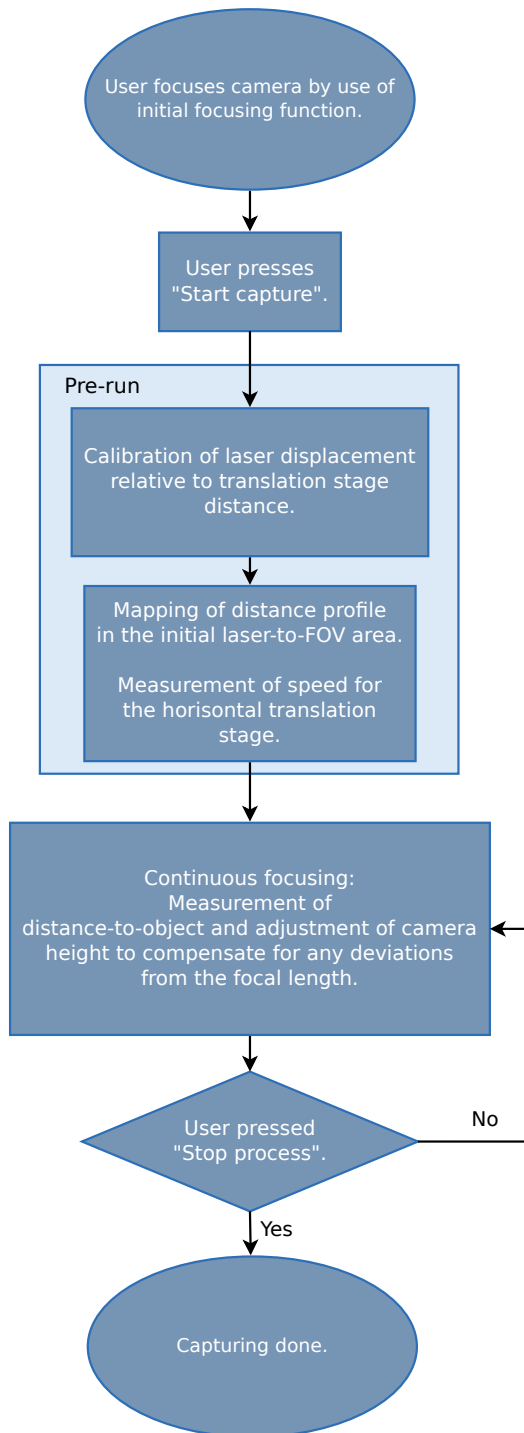 User focuses camera by use of
initial focusing function.
User presses
"Start capture".
Pre-run
Calibration of laser displacement
relative to translation stage
distance.
Mapping of distance profile
in the initial laser-to-FOV area.
Measurement of speed for
the horisontal translation
stage.
Continuous focusing:
Measurement of
distance-to-object and adjustment of camera
height to compensate for any deviations
from the focal length.
User pressed
"Stop process".
No
Yes
Capturing done.